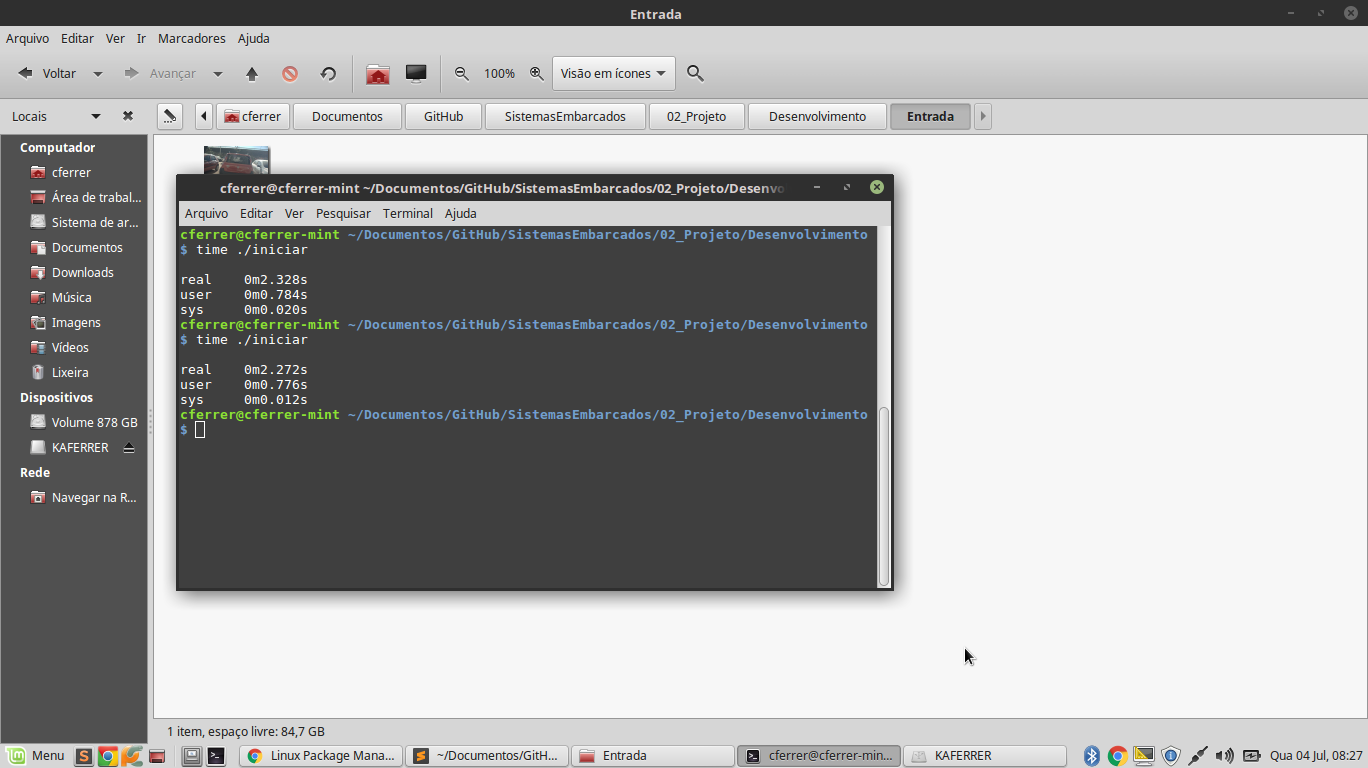 Entrada
Arquivo Editar Ver Ir Marcadores Ajuda
Voltar Avançar 100% Visão em ícones
Locais cferrer Documentos GitHub SistemasEmbarcados 02_Projeto Desenvolvimento Entrada
Computador
cferrer
Área de trabal...
Sistema de ar...
Documentos
Downloads
Música
Imagens
Vídeos
Lixeira
Dispositivos
Volume 878 GB
KAFERRER
Rede
Navegar na R...
cferrer@cferrer-mint ~/Documentos/GitHub/SistemasEmbarcados/02_Projeto/Desenvo
Arquivo Editar Ver Pesquisar Terminal Ajuda
cferrer@cferrer-mint ~/Documentos/GitHub/SistemasEmbarcados/02_Projeto/Desenvolvimento
$ time ./iniciar
real 0m2.328s
user 0m0.784s
sys 0m0.020s
cferrer@cferrer-mint ~/Documentos/GitHub/SistemasEmbarcados/02_Projeto/Desenvolvimento
$ time ./iniciar
real 0m2.272s
user 0m0.776s
sys 0m0.012s
cferrer@cferrer-mint ~/Documentos/GitHub/SistemasEmbarcados/02_Projeto/Desenvolvimento
$
1 item, espaço livre: 84,7 GB
Menu Linux Package Mana... ~/Documentos/GitH... Entrada cferrer@cferrer-min... KAFERRER Qua 04 Jul, 08:27